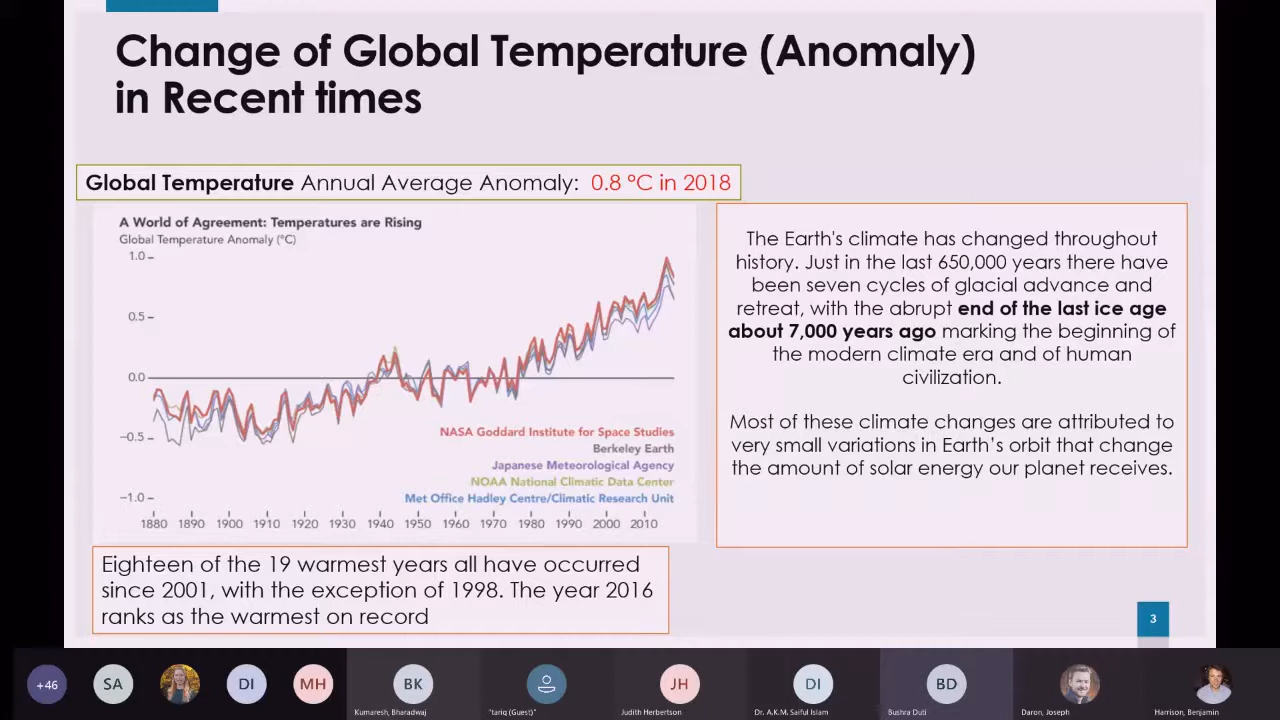 Change of Global Temperature (Anomaly)
in Recent times
Global Temperature Annual Average Anomaly: 0.8 °C in 2018
A World of Agreement: Temperatures are Rising
Global Temperature Anomaly (°C)
1.0
0.5
0.0
−0.5
−1.0
NASA Goddard Institute for Space Studies
Berkeley Earth
Japanese Meteorological Agency
NOAA National Climatic Data Center
Met Office Hadley Centre/Climatic Research Unit
1880 1890 1900 1910 1920 1930 1940 1950 1960 1970 1980 1990 2000 2010
The Earth's climate has changed throughout
history. Just in the last 650,000 years there have
been seven cycles of glacial advance and
retreat, with the abrupt end of the last ice age
about 7,000 years ago marking the beginning of
the modern climate era and of human
civilization.
Most of these climate changes are attributed to
very small variations in Earth's orbit that change
the amount of solar energy our planet receives.
Eighteen of the 19 warmest years all have occurred
since 2001, with the exception of 1998. The year 2016
ranks as the warmest on record
3
+46 SA DI MH BK JH DI BD
Kumaresh, Bharadwaj "tariq (Guest)" Judith Herbertson Dr. A.K.M. Saiful Islam Bushra Duti Daron, Joseph Harrison, Benjamin